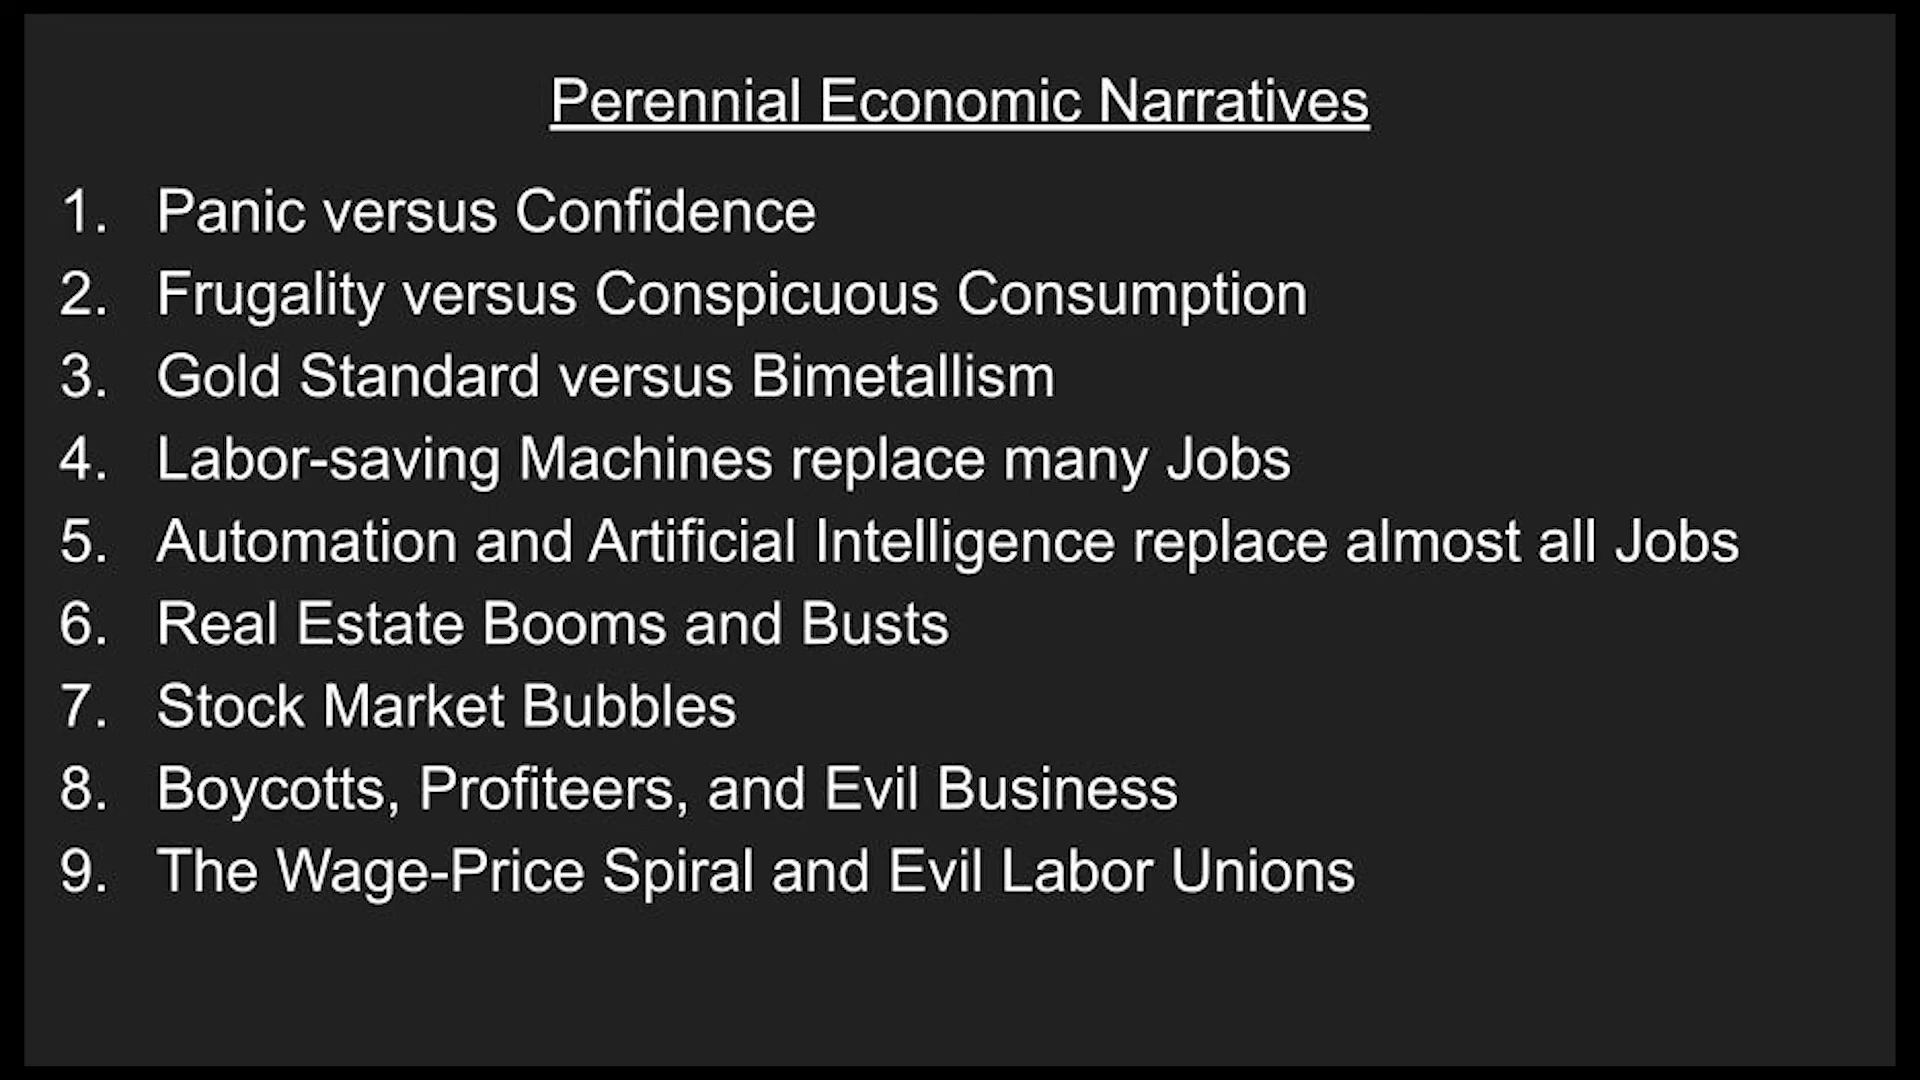 Perennial Economic Narratives
1. Panic versus Confidence
2. Frugality versus Conspicuous Consumption
3. Gold Standard versus Bimetallism
4. Labor-saving Machines replace many Jobs
5. Automation and Artificial Intelligence replace almost all Jobs
6. Real Estate Booms and Busts
7. Stock Market Bubbles
8. Boycotts, Profiteers, and Evil Business
9. The Wage-Price Spiral and Evil Labor Unions